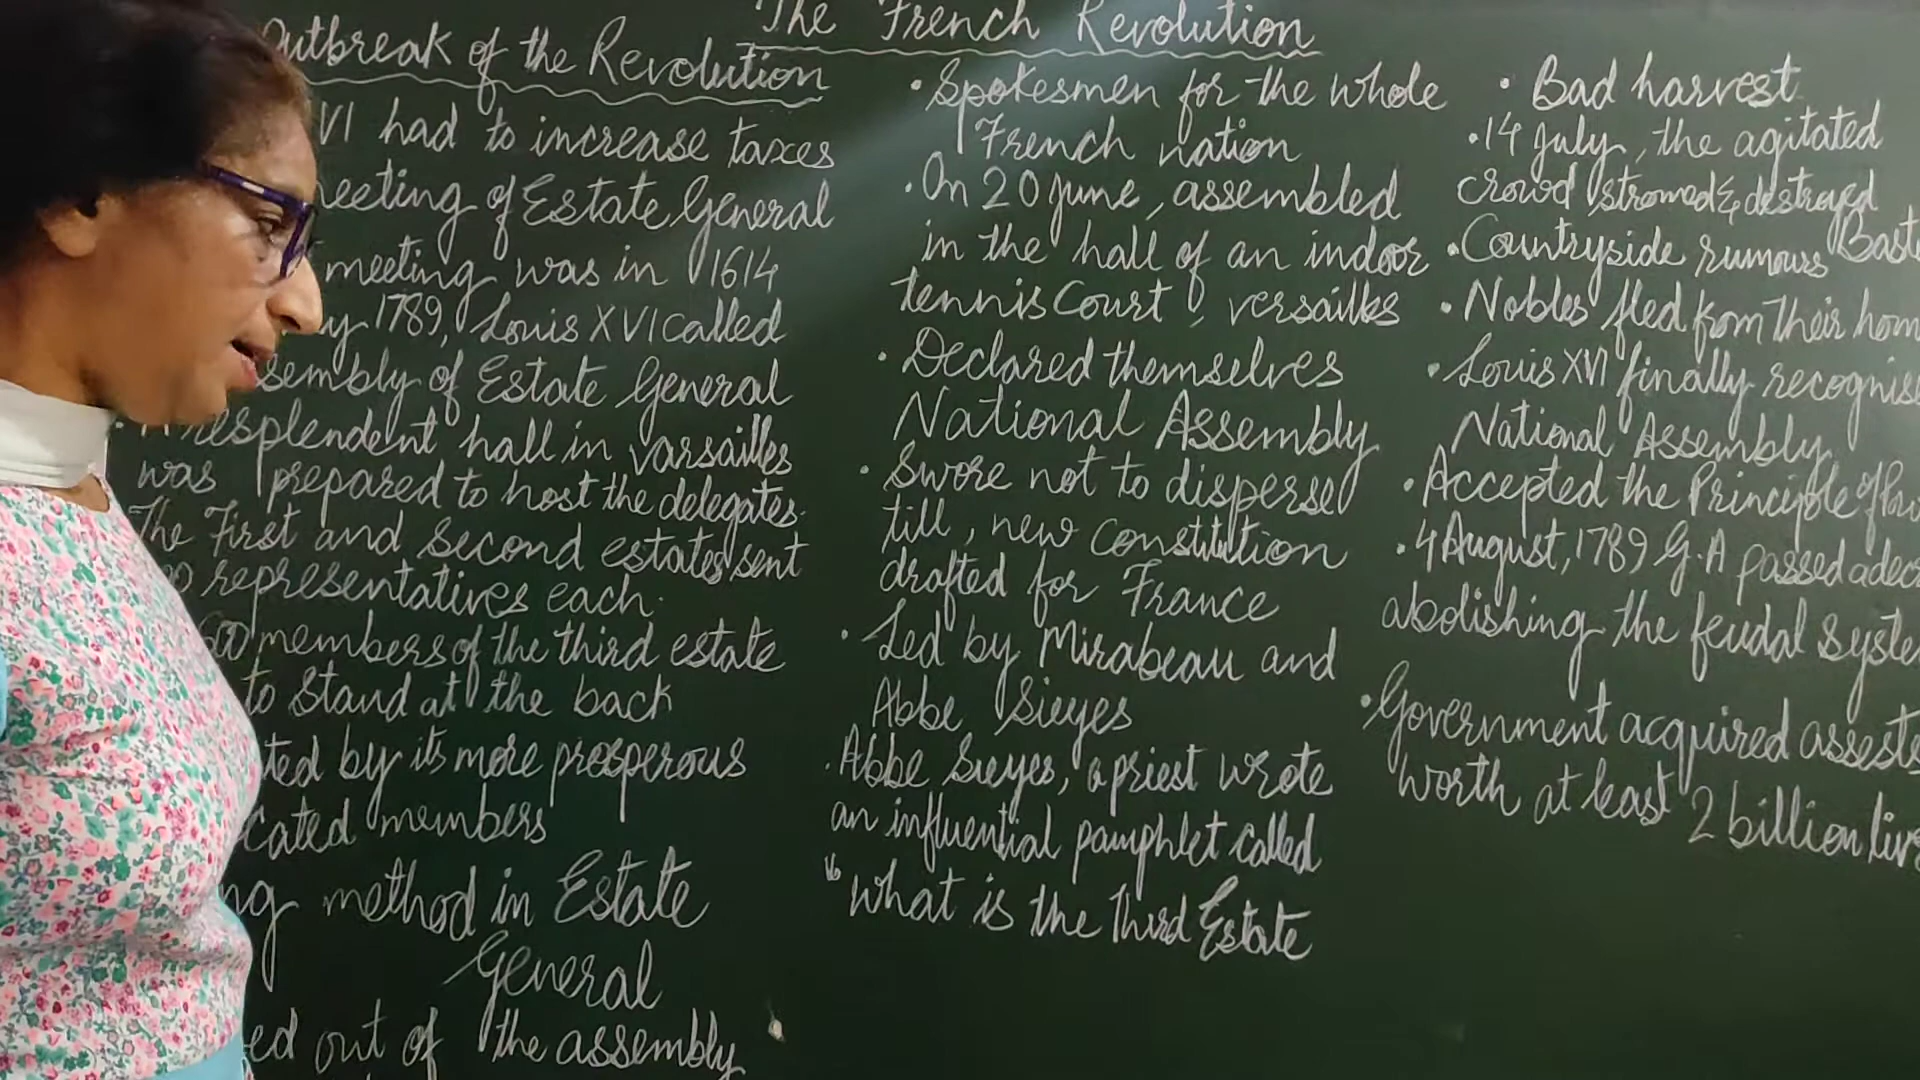 The French Revolution
Outbreak of the Revolution
VI had to increase taxes
meeting of Estate General
meeting was in 1614
1789, Louis XVI called
sembly of Estate General
resplendent hall in varsailles
was prepared to host the delegates.
The First and Second estates sent
representatives each.
members of the third estate
to stand at the back
ted by its more prosperous
cated members
ng method in Estate
General
ed out of the assembly
• Spokesmen for the whole
French nation
• On 20 June, assembled
in the hall of an indoor
tennis Court, versailles
• Declared themselves
National Assembly
• Swore not to disperse
till, new Constitution
drafted for France
• Led by Mirabeau and
Abbe Sieyes
• Abbe Sieyes, a priest wrote
an influential pamphlet called
"What is the Third Estate
• Bad harvest
• 14 July, the agitated
crowd stromed & destroyed
Bast
• Countryside rumours
• Nobles fled from their hom
• Louis XVI finally recognis
National Assembly
• Accepted the Principle of
• 4 August, 1789 G.A passed a dec
abolishing the feudal syste
• Government acquired assests
worth at least 2 billion liv